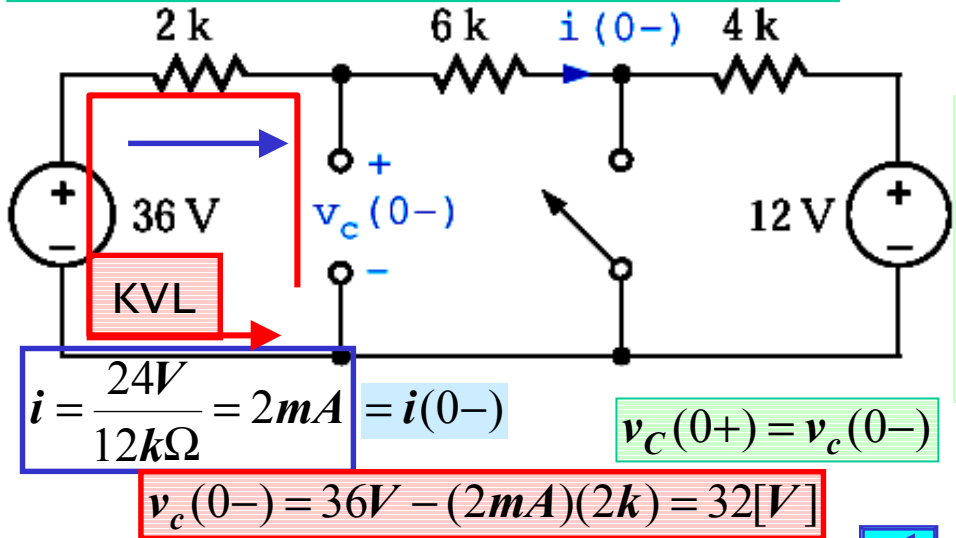 2 k 6 k i (0−) 4 k
+ 36 V −
+ v_c (0−) −
12 V + −
KVL
i = 24V / 12kΩ = 2mA = i(0−)
v_C(0+) = v_c(0−)
v_c(0−) = 36V − (2mA)(2k) = 32[V]